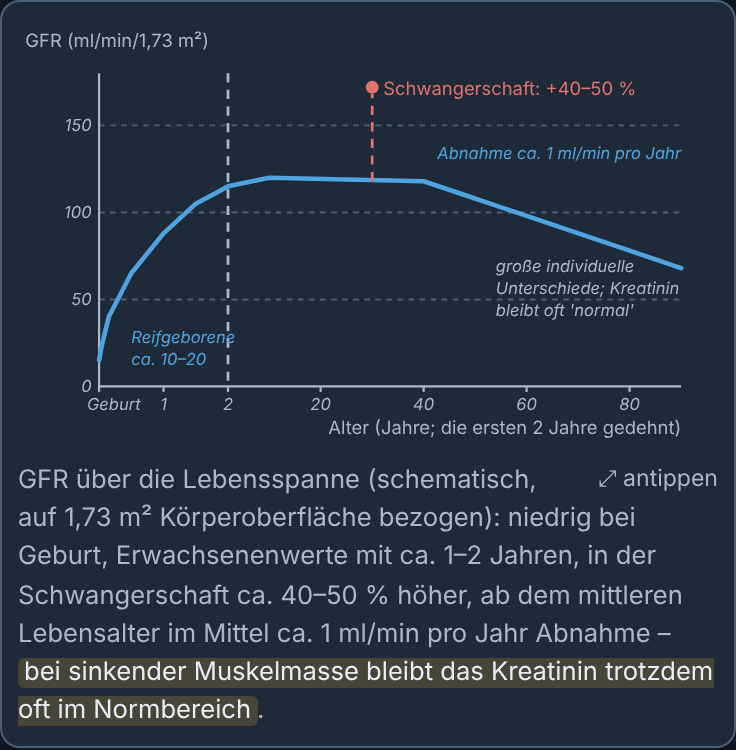 GFR (ml/min/1,73 m²)
Schwangerschaft: +40–50 %
150
Abnahme ca. 1 ml/min pro Jahr
100
große individuelle
Unterschiede; Kreatinin
bleibt oft 'normal'
50
Reifgeborene
ca. 10–20
0
Geburt 1 2 20 40 60 80
Alter (Jahre; die ersten 2 Jahre gedehnt)
GFR über die Lebensspanne (schematisch,
⤢ antippen
auf 1,73 m² Körperoberfläche bezogen): niedrig bei
Geburt, Erwachsenenwerte mit ca. 1–2 Jahren, in der
Schwangerschaft ca. 40–50 % höher, ab dem mittleren
Lebensalter im Mittel ca. 1 ml/min pro Jahr Abnahme –
bei sinkender Muskelmasse bleibt das Kreatinin trotzdem
oft im Normbereich.